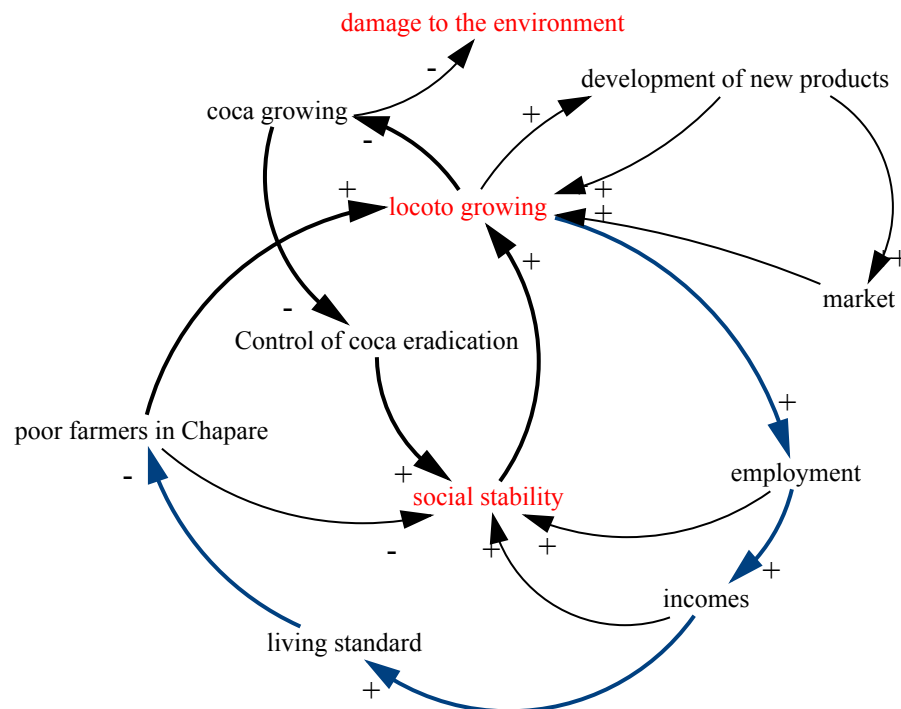 damage to the environment
-
development of new products
coca growing
+
-
+
locoto growing
+
+
+
+
market
-
Control of coca eradication
+
poor farmers in Chapare
-
+
employment
social stability
-
+
+
+
incomes
living standard
+